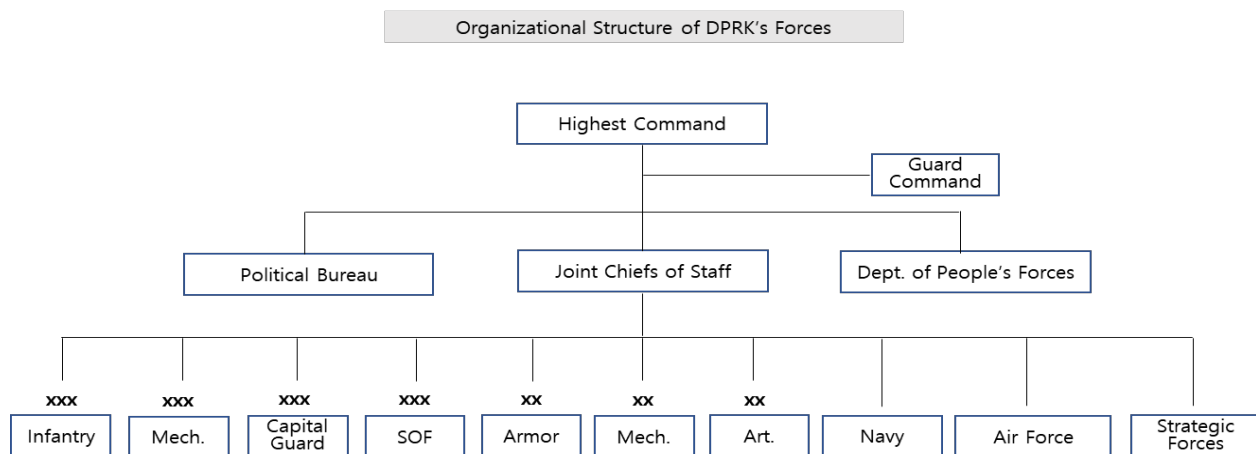 Organizational Structure of DPRK's Forces
Highest Command
Guard
Command
Political Bureau
Joint Chiefs of Staff
Dept. of People's Forces
xxx xxx xxx xxx xx xx xx
Infantry
Mech.
Capital
Guard
SOF
Armor
Mech.
Art.
Navy
Air Force
Strategic
Forces